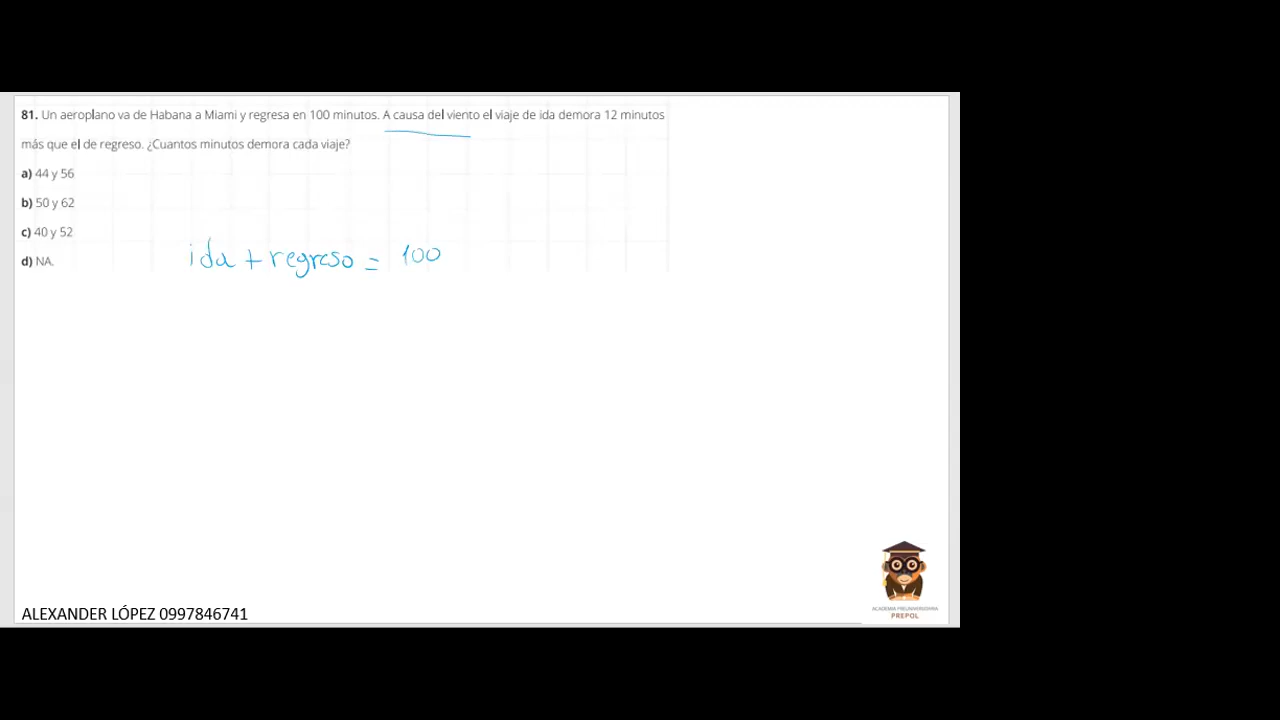 81. Un aeroplano va de Habana a Miami y regresa en 100 minutos. A causa del viento el viaje de ida demora 12 minutos
más que el de regreso. ¿Cuantos minutos demora cada viaje?
a) 44 y 56
b) 50 y 62
c) 40 y 52
d) NA.
ida + regreso = 100
ACADEMIA PREUNIVERSITARIA
PREPOL
ALEXANDER LÓPEZ 0997846741